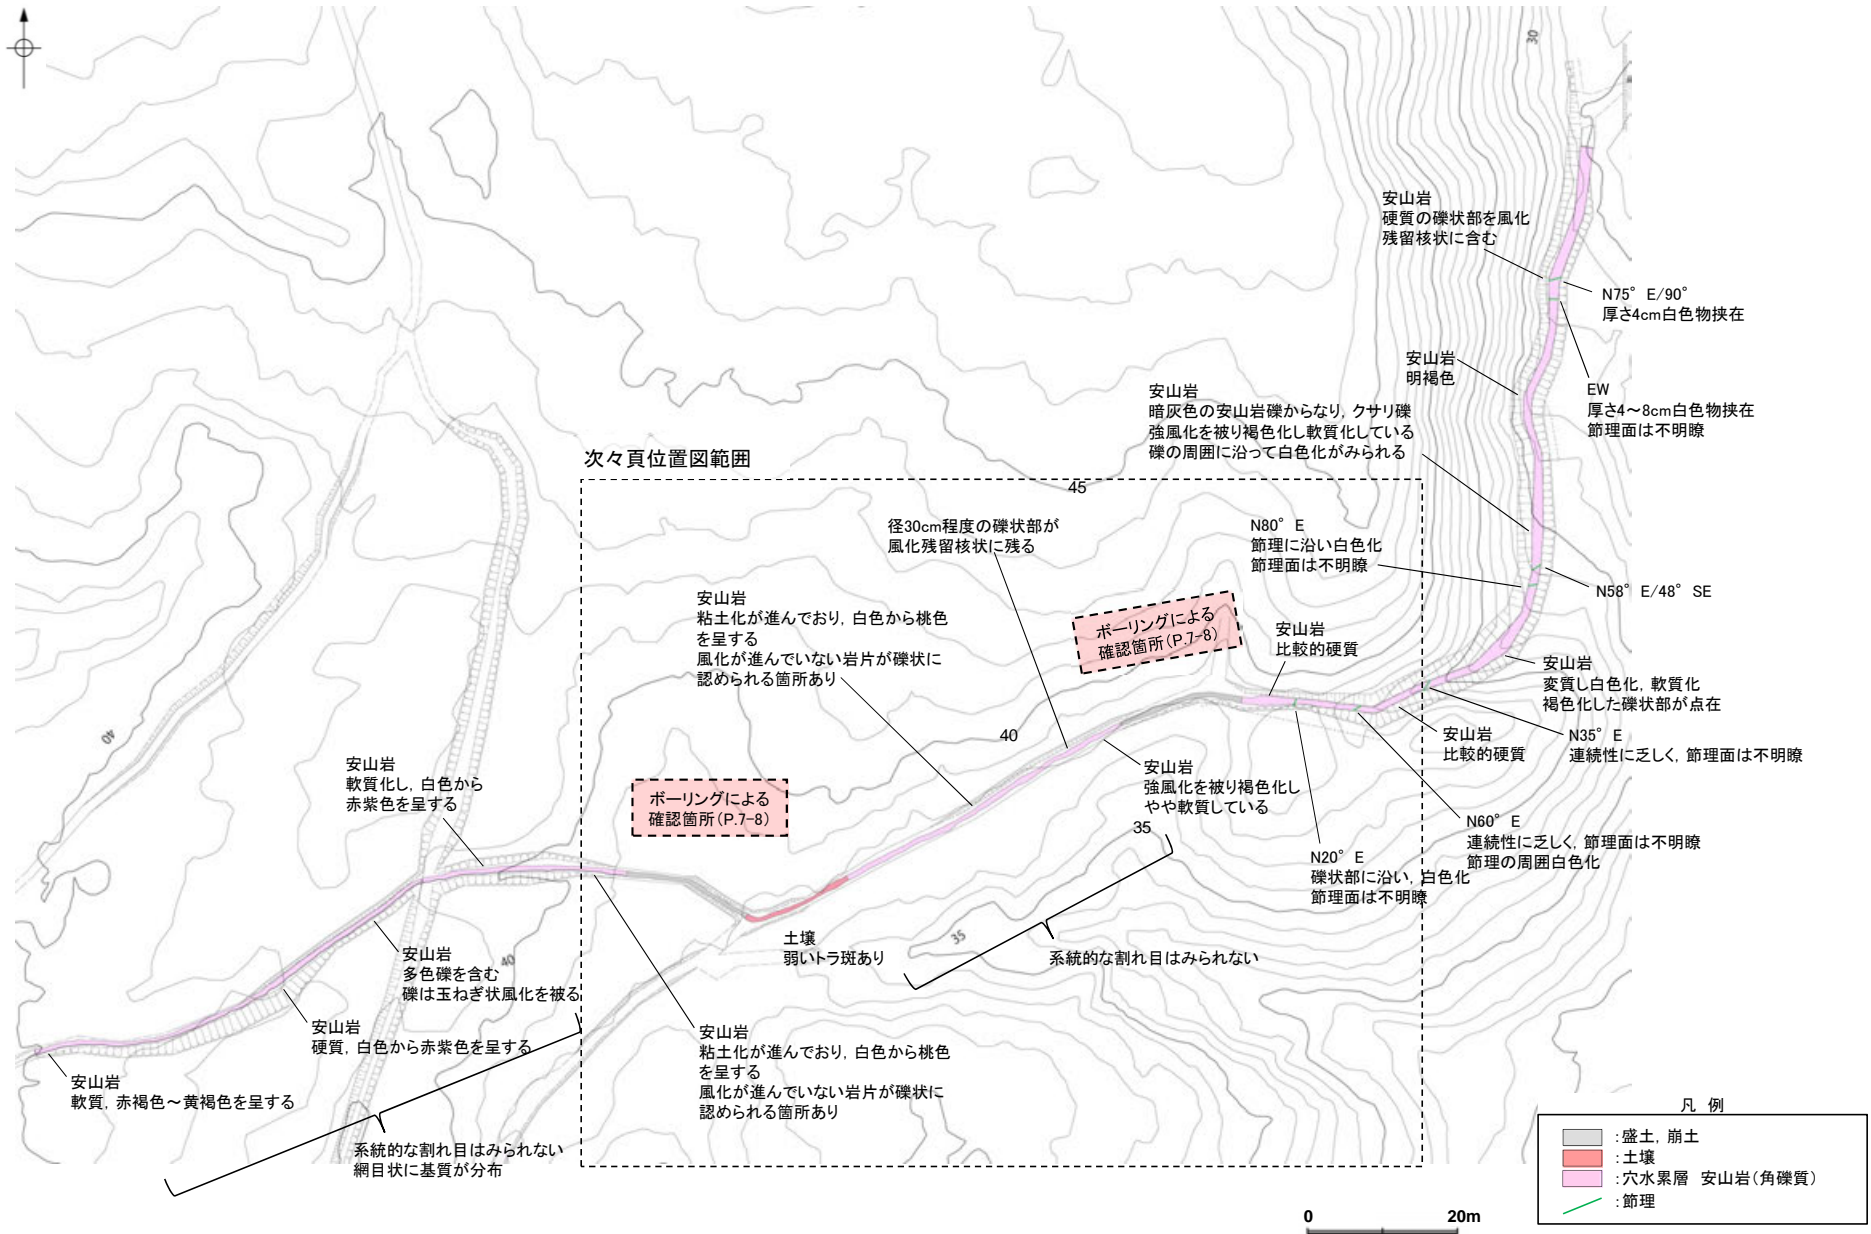 30
安山岩
硬質の礫状部を風化
残留核状に含む
N75°E/90°
厚さ4cm白色物挟在
安山岩
明褐色
EW
厚さ4～8cm白色物挟在
節理面は不明瞭
安山岩
暗灰色の安山岩礫からなり, クサリ礫
強風化を被り褐色化し軟質化している
礫の周囲に沿って白色化がみられる
次々頁位置図範囲
45
径30cm程度の礫状部が
風化残留核状に残る
N80°E
節理に沿い白色化
節理面は不明瞭
N58°E/48°SE
安山岩
粘土化が進んでおり, 白色から桃色
を呈する
風化が進んでいない岩片が礫状に
認められる箇所あり
ボーリングによる
確認箇所(P.7-8)
安山岩
比較的硬質
安山岩
変質し白色化, 軟質化
褐色化した礫状部が点在
40
40
安山岩
比較的硬質
N35°E
連続性に乏しく, 節理面は不明瞭
安山岩
軟質化し, 白色から
赤紫色を呈する
ボーリングによる
確認箇所(P.7-8)
安山岩
強風化を被り褐色化し
やや軟質している
35
N60°E
連続性に乏しく, 節理面は不明瞭
節理の周囲白色化
N20°E
礫状部に沿い, 白色化
節理面は不明瞭
土壌
弱いトラ斑あり
35
系統的な割れ目はみられない
安山岩
多色礫を含む
礫は玉ねぎ状風化を被る
40
安山岩
硬質, 白色から赤紫色を呈する
安山岩
粘土化が進んでおり, 白色から桃色
を呈する
風化が進んでいない岩片が礫状に
認められる箇所あり
安山岩
軟質, 赤褐色～黄褐色を呈する
系統的な割れ目はみられない
網目状に基質が分布
凡 例
:盛土, 崩土
:土壌
:穴水累層 安山岩(角礫質)
:節理
0 20m